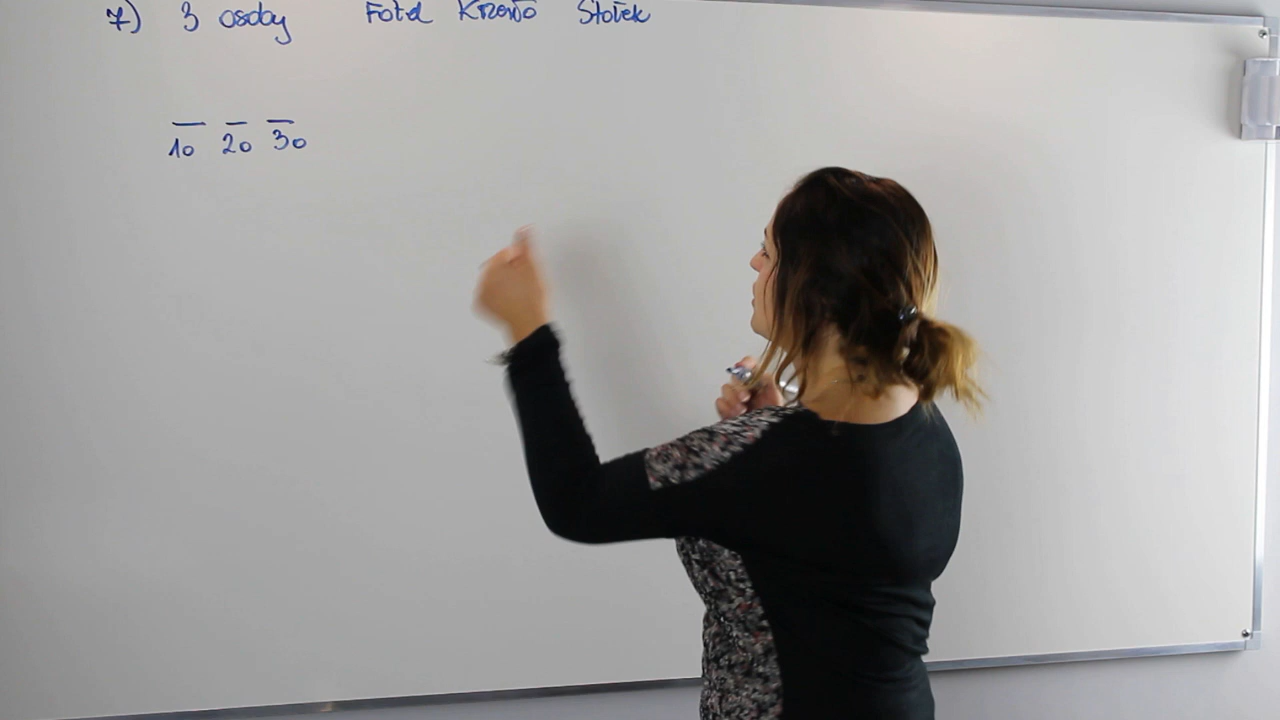 7) 3 osoby Fotel Krzesło Stołek
— — —
1o 2o 3o